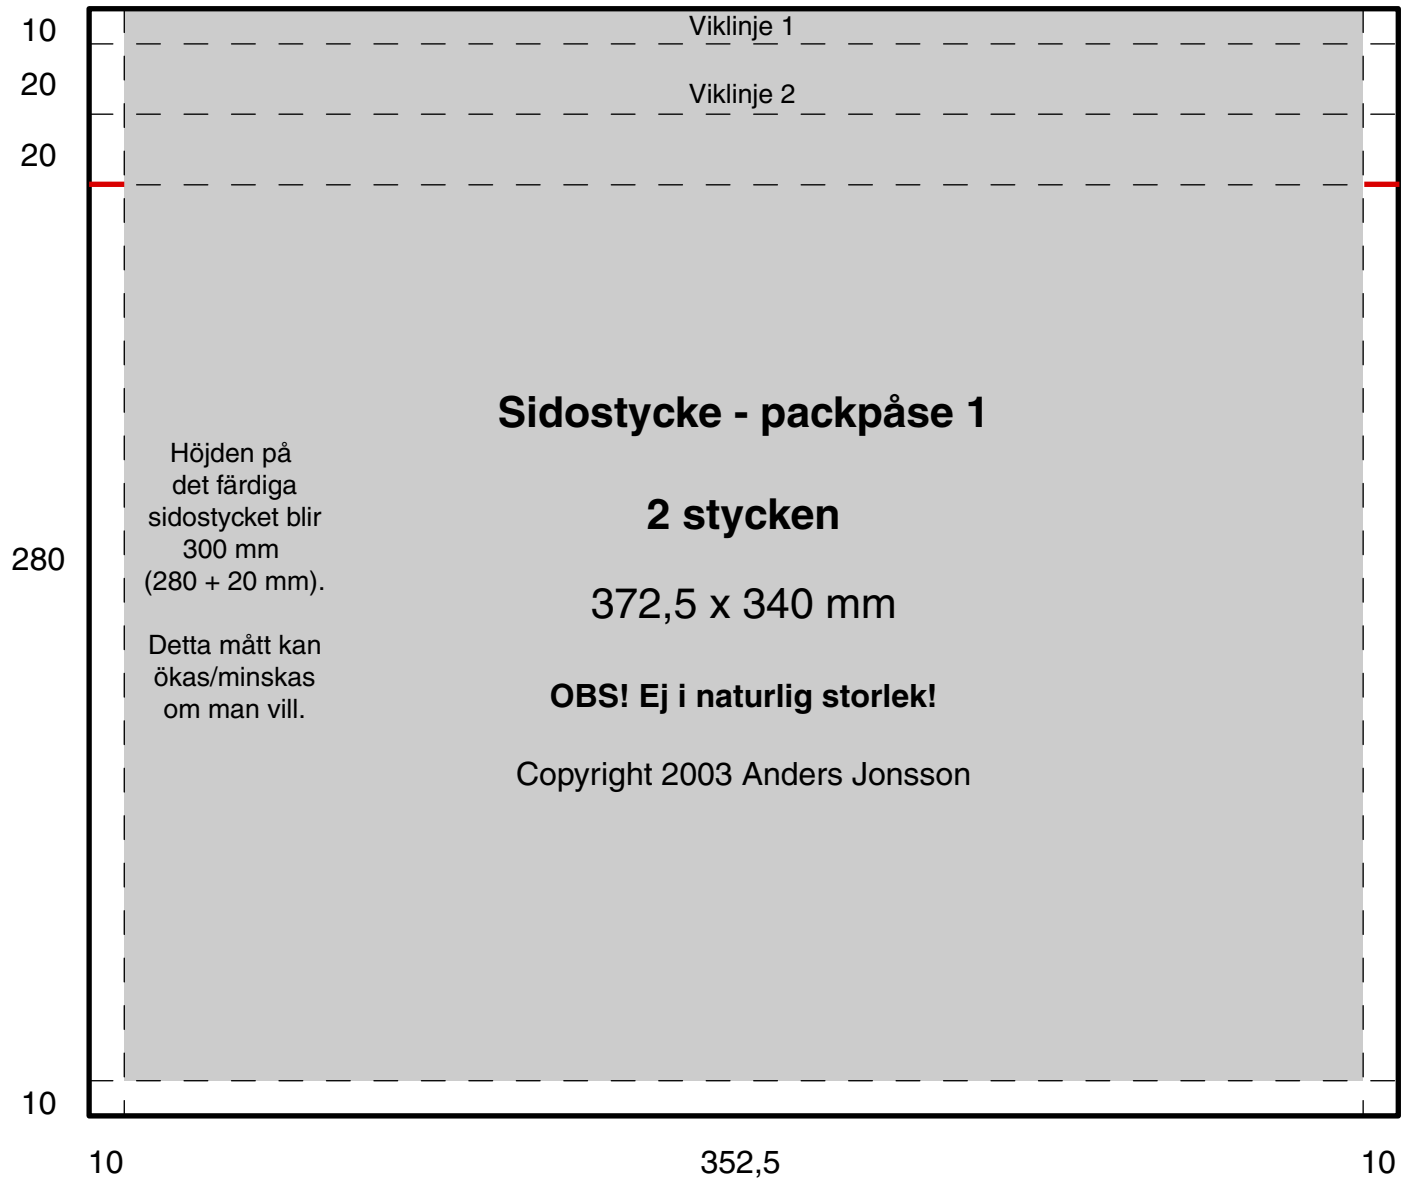 10
Viklinje 1
20
Viklinje 2
20
Sidostycke - packpåse 1
Höjden på
det färdiga
sidostycket blir
300 mm
(280 + 20 mm).
2 stycken
280
372,5 x 340 mm
Detta mått kan
ökas/minskas
om man vill.
OBS! Ej i naturlig storlek!
Copyright 2003 Anders Jonsson
10
10
352,5
10